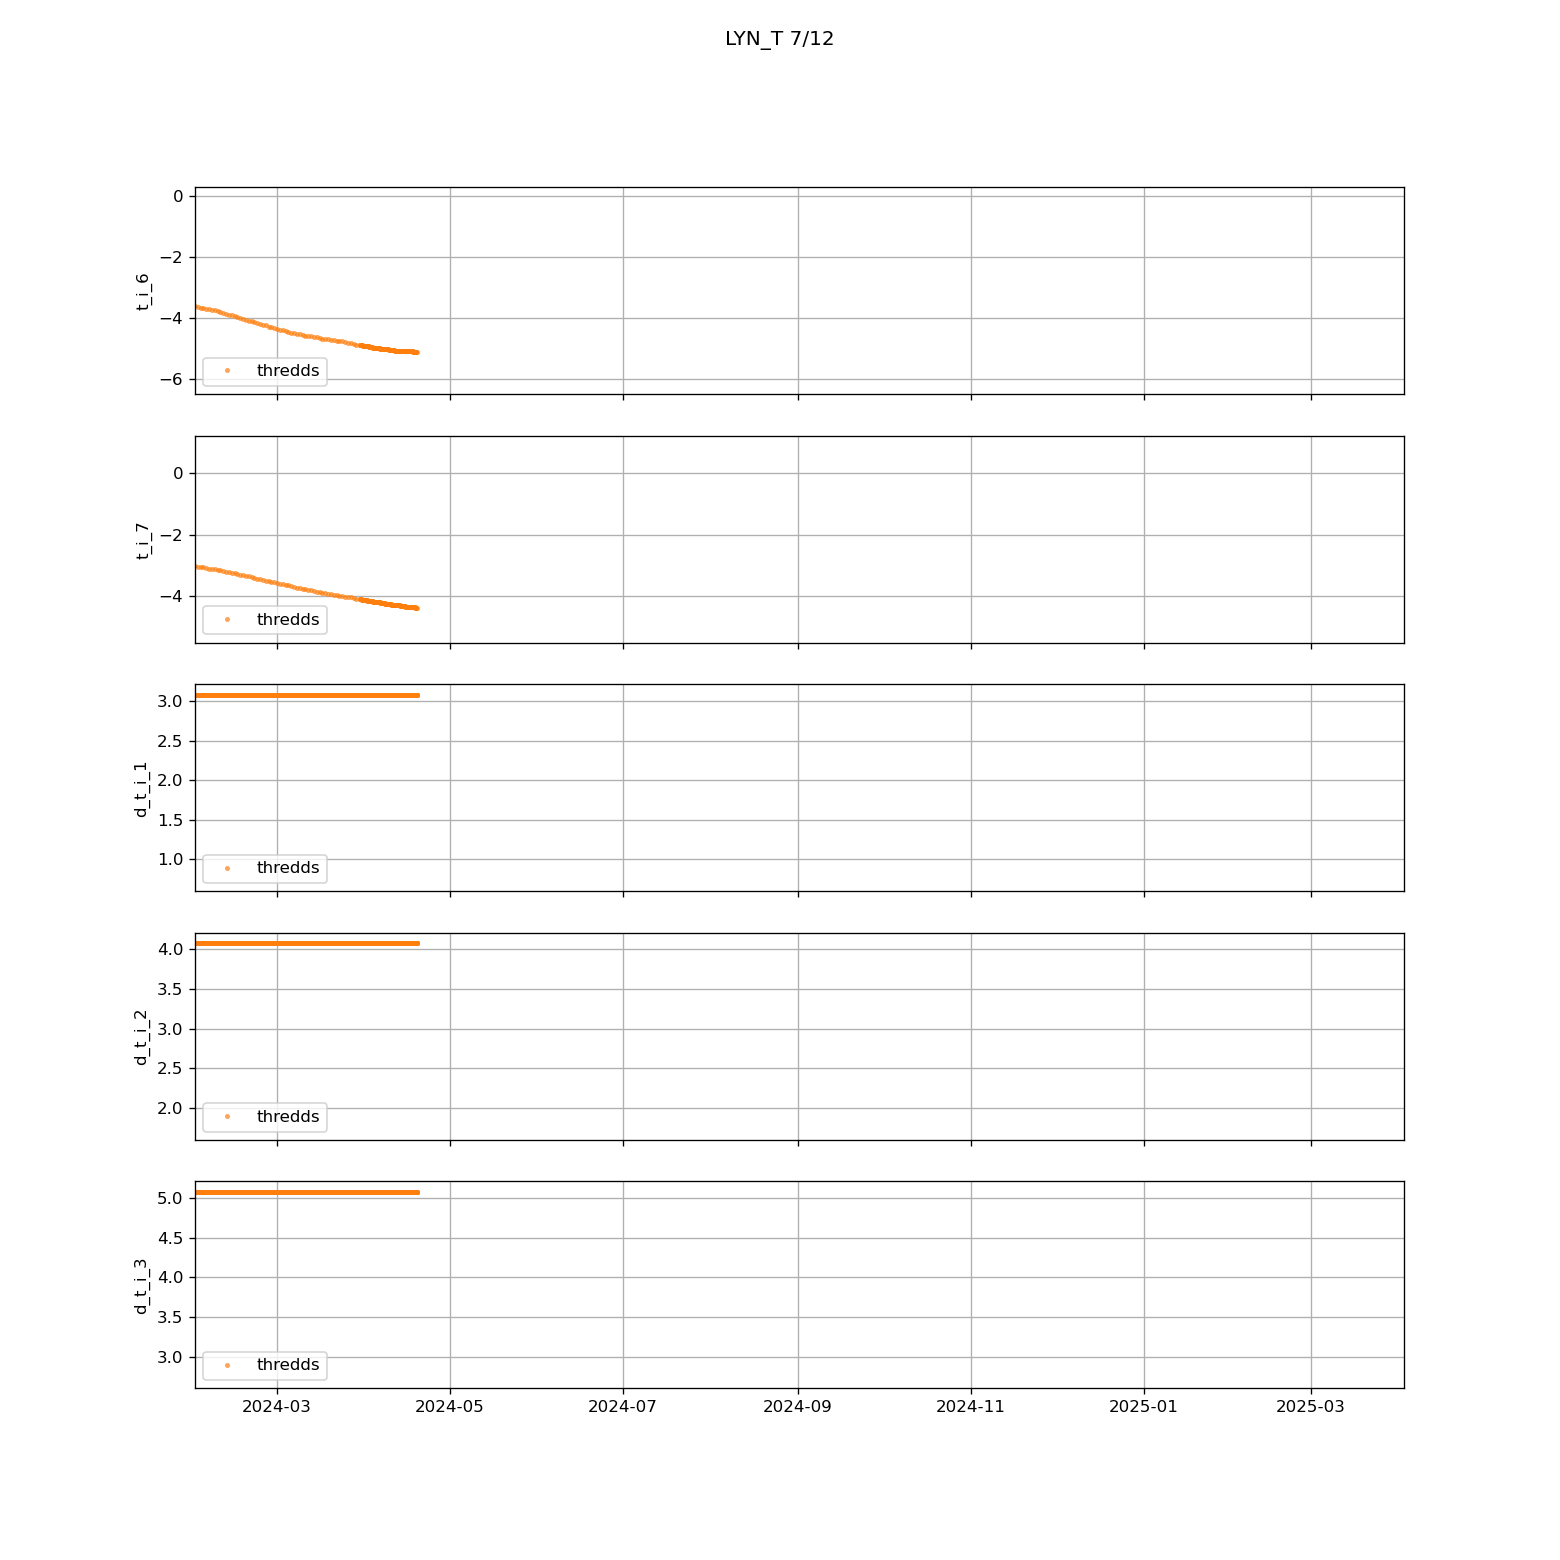 LYN_T 7/12
0
−2
−4
−6
t_i_6
thredds
0
−2
−4
t_i_7
thredds
3.0
2.5
2.0
1.5
1.0
d_t_i_1
thredds
4.0
3.5
3.0
2.5
2.0
d_t_i_2
thredds
5.0
4.5
4.0
3.5
3.0
d_t_i_3
thredds
2024-03 2024-05 2024-07 2024-09 2024-11 2025-01 2025-03